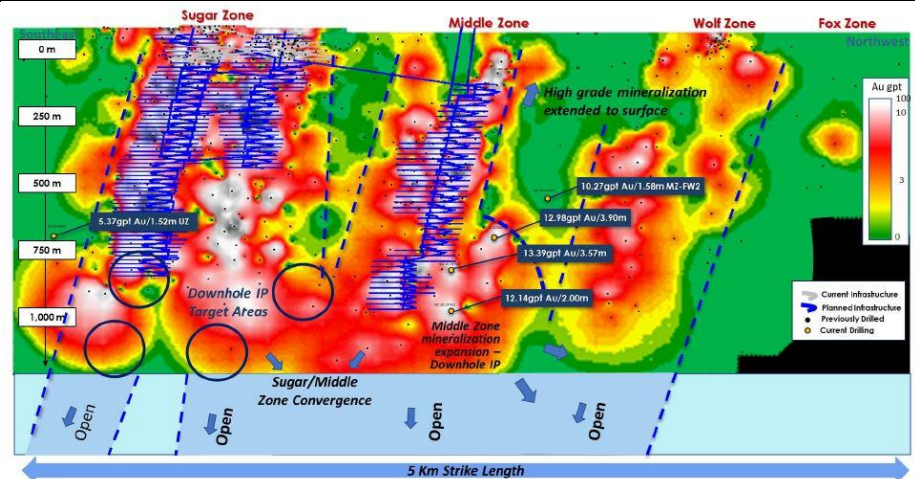 Sugar Zone
Middle Zone
Wolf Zone
Fox Zone
Southeast
Northwest
0 m
250 m
500 m
750 m
1,000 m
High grade mineralization
extended to surface
Au gpt
100
10
3
0
10.27gpt Au/1.58m MZ-FW2
12.98gpt Au/3.90m
13.39gpt Au/3.57m
12.14gpt Au/2.00m
5.37gpt Au/1.52m UZ
Downhole IP
Target Areas
Current Infrastructure
Planned Infrastructure
Previously Drilled
Current Drilling
Middle Zone
mineralization
expansion –
Downhole IP
Sugar/Middle
Zone Convergence
Open
Open
Open
Open
5 Km Strike Length